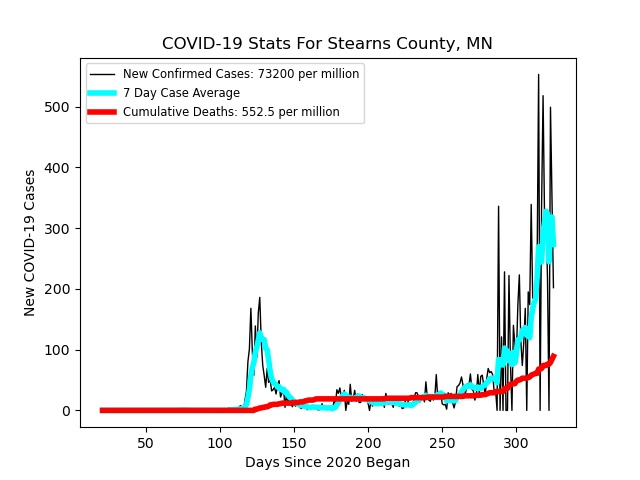 COVID-19 Stats For Stearns County, MN
New Confirmed Cases: 73200 per million
7 Day Case Average
Cumulative Deaths: 552.5 per million
New COVID-19 Cases
500
400
300
200
100
0
50 100 150 200 250 300
Days Since 2020 Began